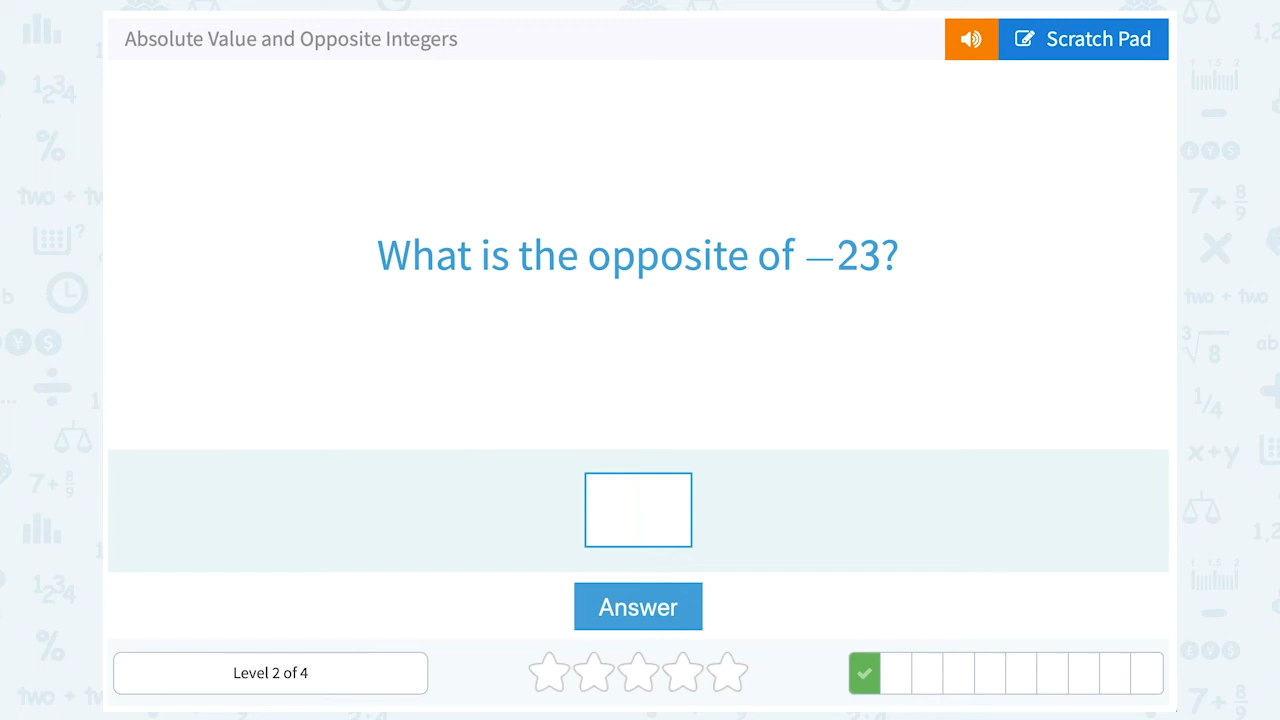 Absolute Value and Opposite Integers
Scratch Pad
What is the opposite of −23?
Answer
Level 2 of 4